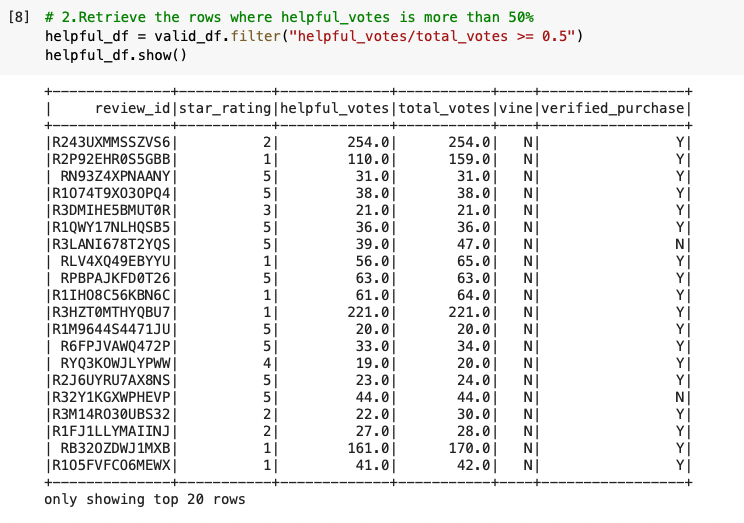 [8] # 2.Retrieve the rows where helpful_votes is more than 50%
helpful_df = valid_df.filter("helpful_votes/total_votes >= 0.5")
helpful_df.show()
+--------------+-----------+-------------+-----------+----+-----------------+
|     review_id|star_rating|helpful_votes|total_votes|vine|verified_purchase|
+--------------+-----------+-------------+-----------+----+-----------------+
|R243UXMMSSZVS6|          2|        254.0|      254.0|   N|                Y|
|R2P92EHR0S5GBB|          1|        110.0|      159.0|   N|                Y|
| RN93Z4XPNAANY|          5|         31.0|       31.0|   N|                Y|
|R1O74T9XO3OPQ4|          5|         38.0|       38.0|   N|                Y|
|R3DMIHE5BMUT0R|          3|         21.0|       21.0|   N|                Y|
|R1QWY17NLHQSB5|          5|         36.0|       36.0|   N|                Y|
|R3LANI678T2YQS|          5|         39.0|       47.0|   N|                N|
| RLV4XQ49EBYYU|          1|         56.0|       65.0|   N|                Y|
| RPBPAJKFD0T26|          5|         63.0|       63.0|   N|                Y|
|R1IHO8C56KBN6C|          1|         61.0|       64.0|   N|                Y|
|R3HZT0MTHYQBU7|          1|        221.0|      221.0|   N|                Y|
|R1M9644S4471JU|          5|         20.0|       20.0|   N|                Y|
| R6FPJVAWQ472P|          5|         33.0|       34.0|   N|                Y|
| RYQ3KOWJLYPWW|          4|         19.0|       20.0|   N|                Y|
|R2J6UYRU7AX8NS|          5|         23.0|       24.0|   N|                Y|
|R32Y1KGXWPHEVP|          5|         44.0|       44.0|   N|                N|
|R3M14RO30UBS32|          2|         22.0|       30.0|   N|                Y|
|R1FJ1LLYMAIINJ|          2|         27.0|       28.0|   N|                Y|
| RB32OZDWJ1MXB|          1|        161.0|      170.0|   N|                Y|
|R1O5FVFCO6MEWX|          1|         41.0|       42.0|   N|                Y|
+--------------+-----------+-------------+-----------+----+-----------------+
only showing top 20 rows